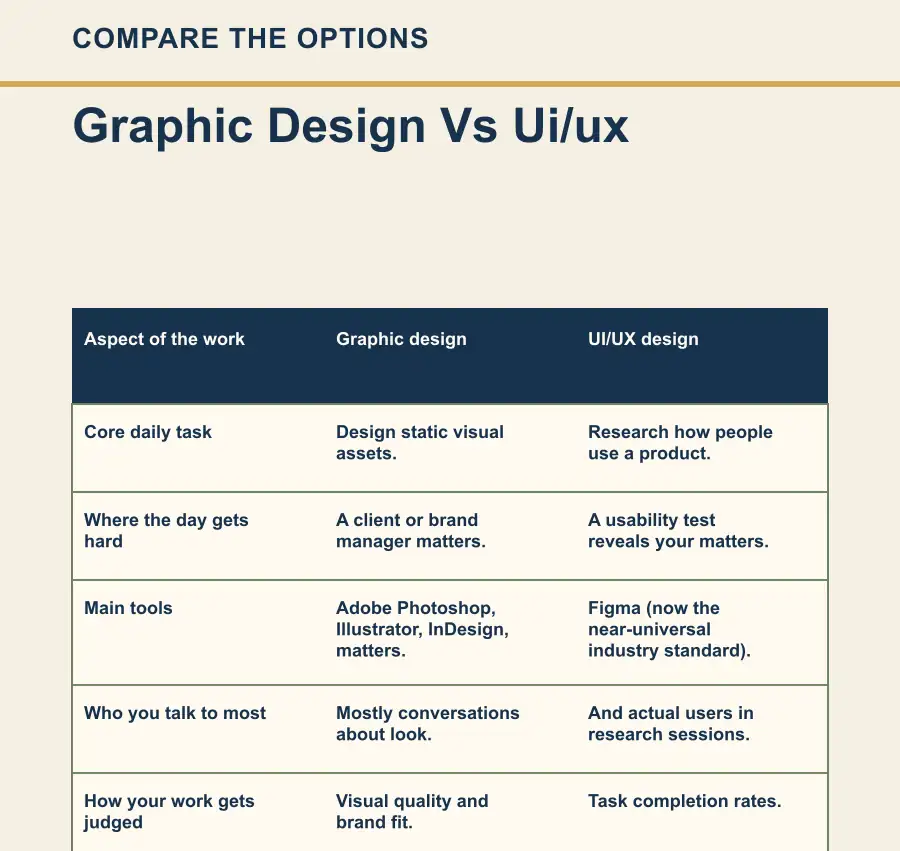 COMPARE THE OPTIONS
Graphic Design Vs Ui/ux
Aspect of the work
Graphic design
UI/UX design
Core daily task
Design static visual
assets.
Research how people
use a product.
Where the day gets
hard
A client or brand
manager matters.
A usability test
reveals your matters.
Main tools
Adobe Photoshop,
Illustrator, InDesign,
matters.
Figma (now the
near-universal
industry standard).
Who you talk to most
Mostly conversations
about look.
And actual users in
research sessions.
How your work gets
judged
Visual quality and
brand fit.
Task completion rates.